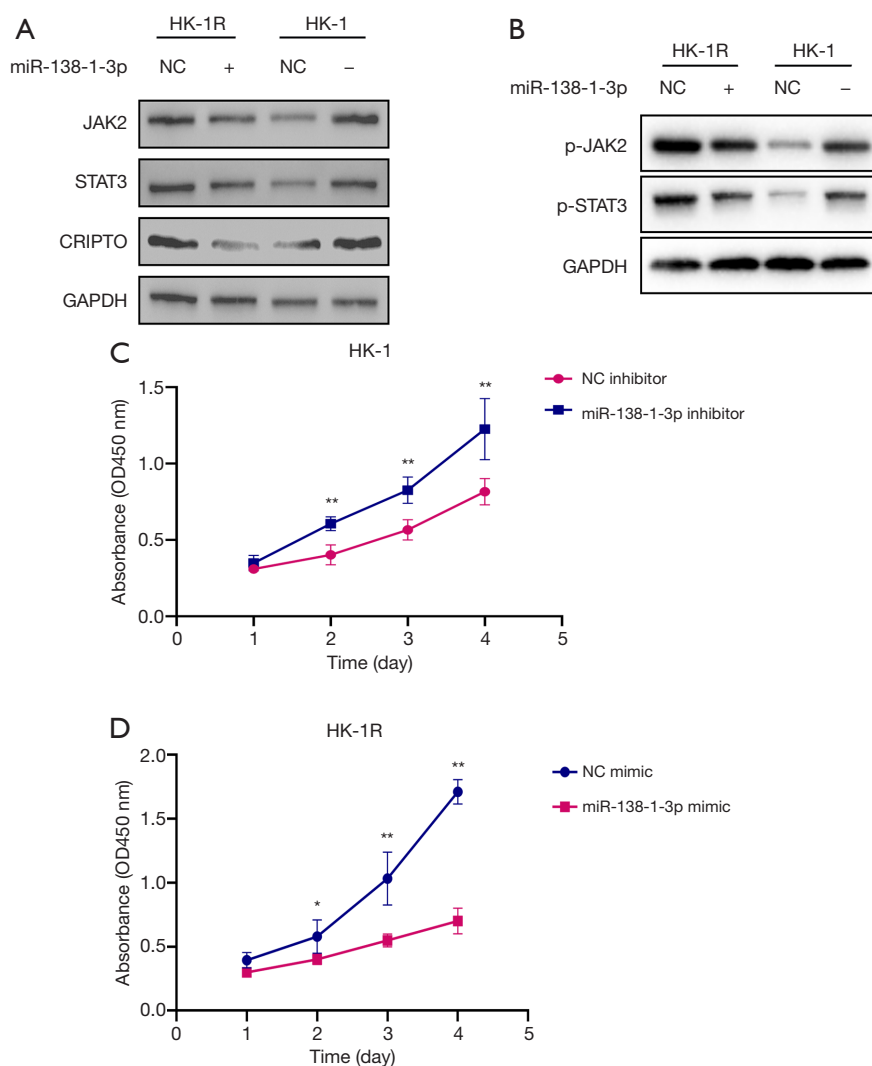 A
HK-1R HK-1
miR-138-1-3p NC + NC –
JAK2
STAT3
CRIPTO
GAPDH
B
HK-1R HK-1
miR-138-1-3p NC + NC –
p-JAK2
p-STAT3
GAPDH
C
HK-1
Absorbance (OD450 nm)
1.5
1.0
0.5
0.0
0 1 2 3 4 5
Time (day)
** ** **
NC inhibitor
miR-138-1-3p inhibitor
D
HK-1R
Absorbance (OD450 nm)
2.0
1.5
1.0
0.5
0.0
0 1 2 3 4 5
Time (day)
* ** **
NC mimic
miR-138-1-3p mimic